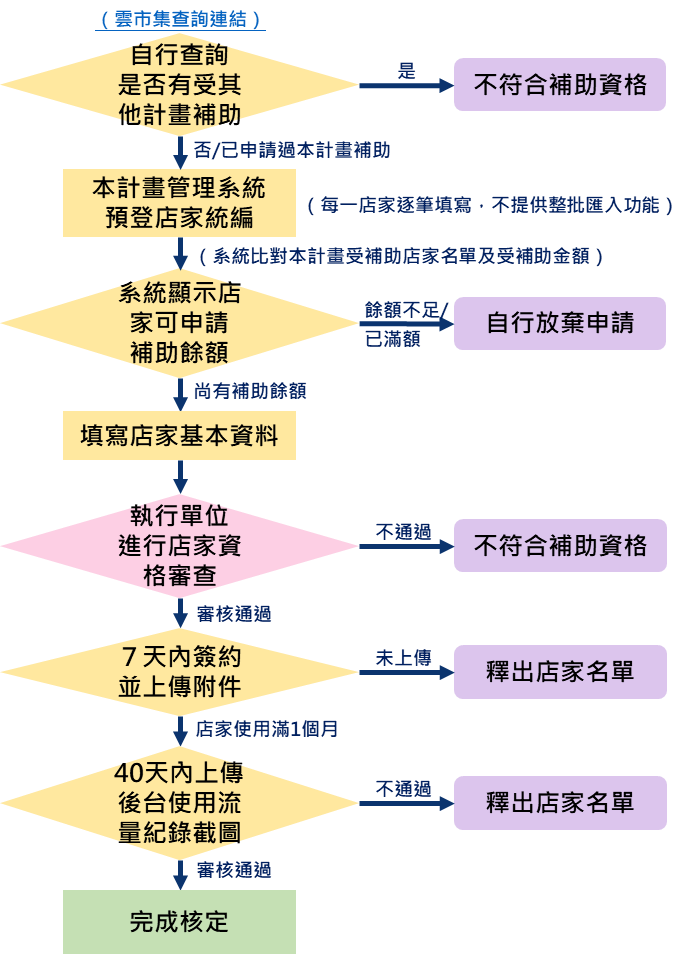 （雲市集查詢連結）
自行查詢
是否有受其
他計畫補助
是
不符合補助資格
否/已申請過本計畫補助
本計畫管理系統
預登店家統編
（每一店家逐筆填寫，不提供整批匯入功能）
（系統比對本計畫受補助店家名單及受補助金額）
系統顯示店
家可申請
補助餘額
餘額不足/
已滿額
自行放棄申請
尚有補助餘額
填寫店家基本資料
執行單位
進行店家資
格審查
不通過
不符合補助資格
審核通過
7天內簽約
並上傳附件
未上傳
釋出店家名單
店家使用滿1個月
40天內上傳
後台使用流
量紀錄截圖
不通過
釋出店家名單
審核通過
完成核定